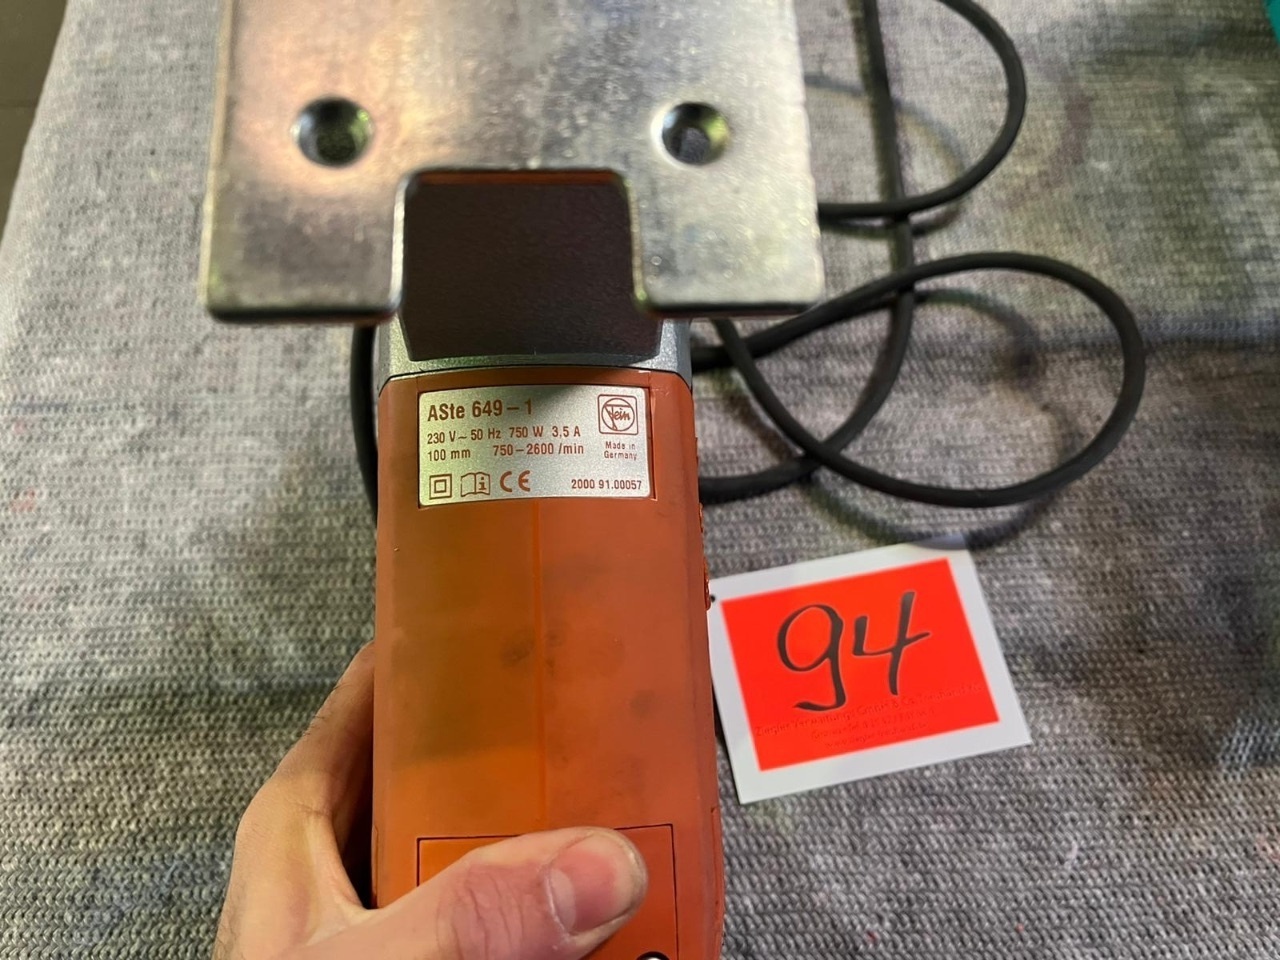 ASte 649-1
Fein
230 V~ 50 Hz 750 W 3,5 A
100 mm 750-2600 /min
Made in
Germany
i CE 2000 91.00057
94